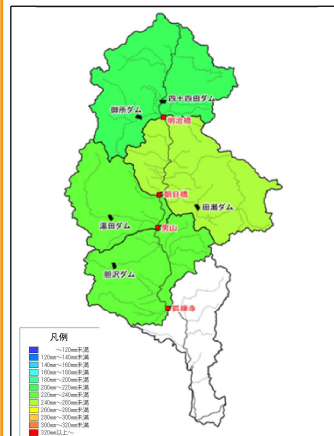 四十四田ダム
御所ダム
明治橋
朝日橋
田瀬ダム
湯田ダム
男山
胆沢ダム
狐禅寺
凡例
～120mm未満
120mm～140mm未満
140mm～160mm未満
160mm～180mm未満
180mm～200mm未満
200mm～220mm未満
220mm～240mm未満
240mm～260mm未満
260mm～280mm未満
280mm～300mm未満
300mm～320mm未満
320mm以上～